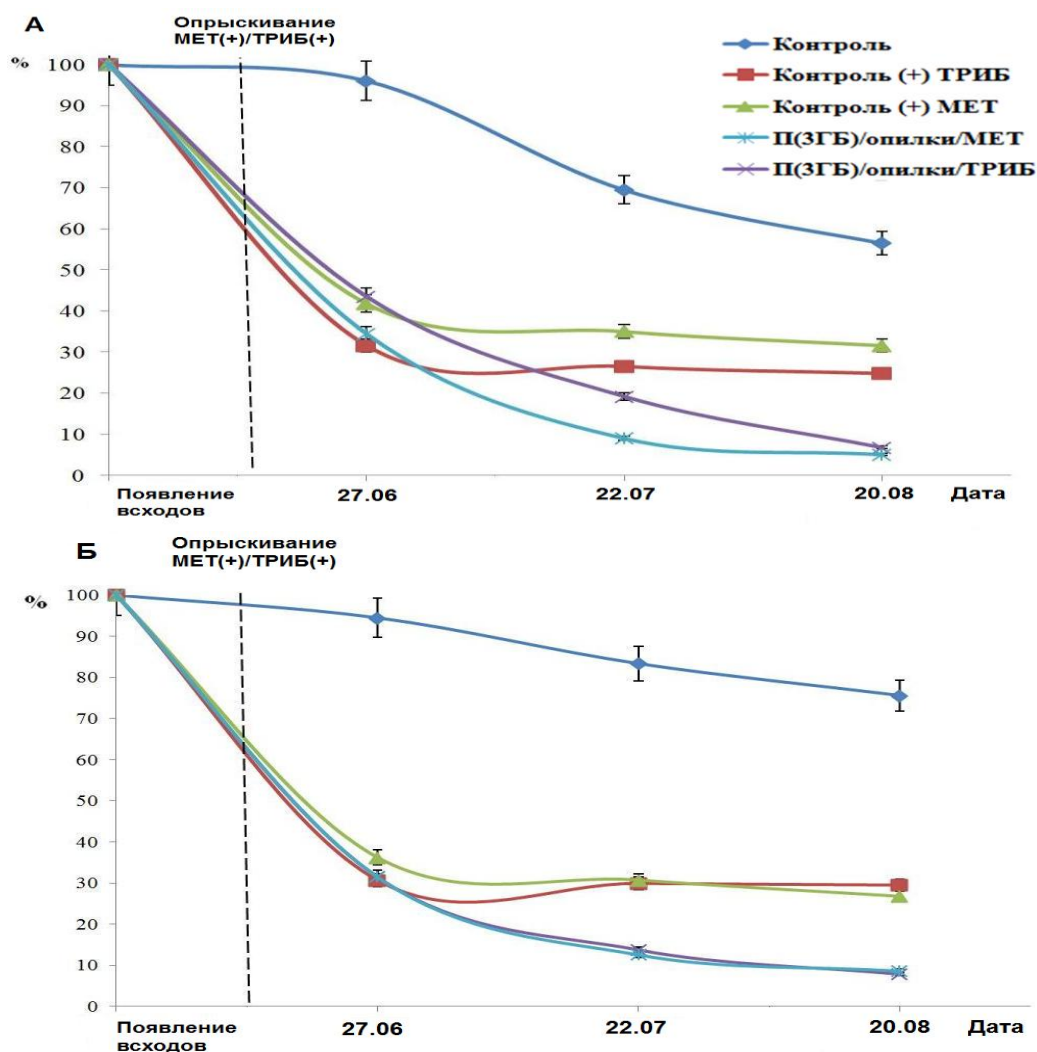 А
Опрыскивание
МЕТ(+)/ТРИБ(+)
%
100
90
80
70
60
50
40
30
20
10
0
Контроль
Контроль (+) ТРИБ
Контроль (+) МЕТ
П(3ГБ)/опилки/МЕТ
П(3ГБ)/опилки/ТРИБ
Появление
всходов
27.06
22.07
20.08
Дата
Б
Опрыскивание
МЕТ(+)/ТРИБ(+)
%
100
90
80
70
60
50
40
30
20
10
0
Появление
всходов
27.06
22.07
20.08
Дата